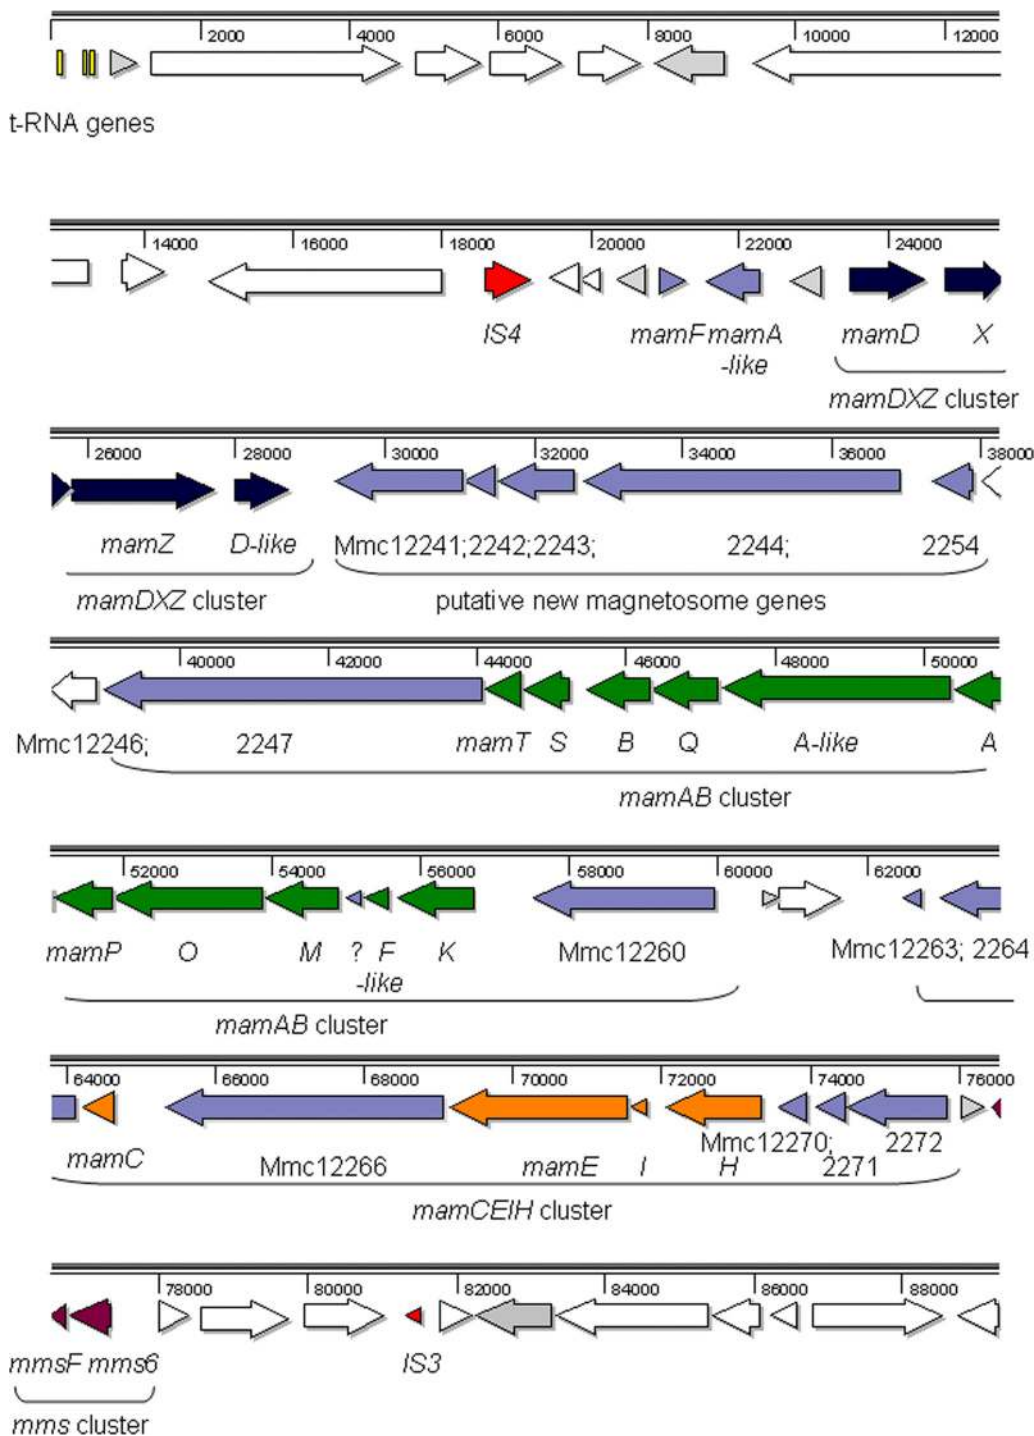 2000 4000 6000 8000 10000 12000
t-RNA genes
14000 16000 18000 20000 22000 24000
IS4 mamF mamA mamD X
-like
mamDXZ cluster
26000 28000 30000 32000 34000 36000 38000
mamZ D-like Mmc12241; 2242; 2243; 2244; 2254
mamDXZ cluster putative new magnetosome genes
40000 42000 44000 46000 48000 50000
Mmc12246; 2247 mamT S B Q A-like A
mamAB cluster
52000 54000 56000 58000 60000 62000
mamP O M ? F K Mmc12260 Mmc12263; 2264
-like
mamAB cluster
64000 66000 68000 70000 72000 74000 76000
Mmc12270; 2272
mamC Mmc12266 mamE I H 2271
mamCEIH cluster
78000 80000 82000 84000 86000 88000
mmsF mms6 IS3
mms cluster